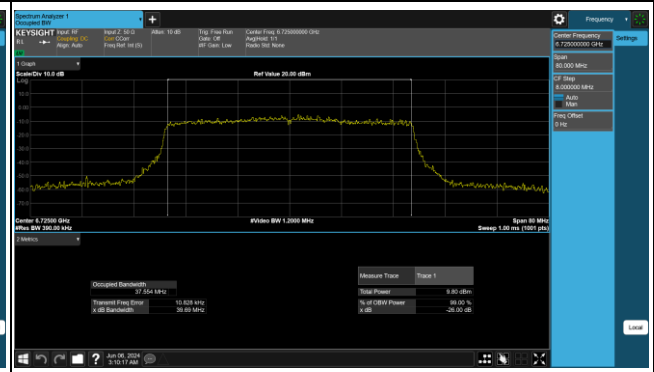 Spectrum Analyzer 1
Occupied BW
+
Frequency
KEYSIGHT
Input: RF
Coupling: DC
Align: Auto
Input Z: 50 Ω
Corr CCorr
Freq Ref: Int (S)
Atten: 10 dB
Trig: Free Run
Gate: Off
#IF Gain: Low
Center Freq: 6.725000000 GHz
Avg|Hold: 1/1
Radio Std: None
RL
Center Frequency
6.725000000 GHz
Settings
Span
80.000 MHz
CF Step
8.000000 MHz
Auto
Man
Freq Offset
0 Hz
1 Graph
Scale/Div 10.0 dB
Ref Value 20.00 dBm
Log
10.0
0.00
-10.0
-20.0
-30.0
-40.0
-50.0
-60.0
-70.0
Center 6.72500 GHz
#Res BW 390.00 kHz
#Video BW 1.2000 MHz
Span 80 MHz
Sweep 1.00 ms (1001 pts)
2 Metrics
Measure Trace
Trace 1
Occupied Bandwidth
37.554 MHz
Total Power
9.80 dBm
Transmit Freq Error
10.828 kHz
% of OBW Power
99.00 %
x dB Bandwidth
39.69 MHz
x dB
-26.00 dB
Local
?
Jun 06, 2024
3:10:17 AM